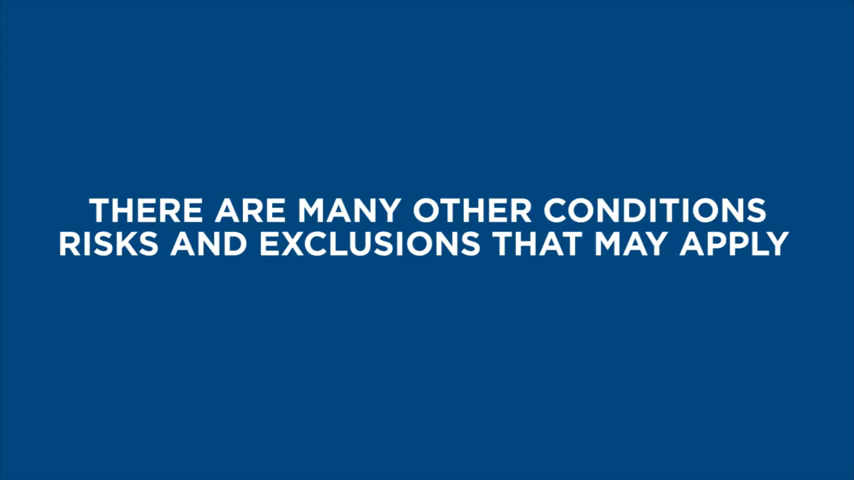 THERE ARE MANY OTHER CONDITIONS
RISKS AND EXCLUSIONS THAT MAY APPLY